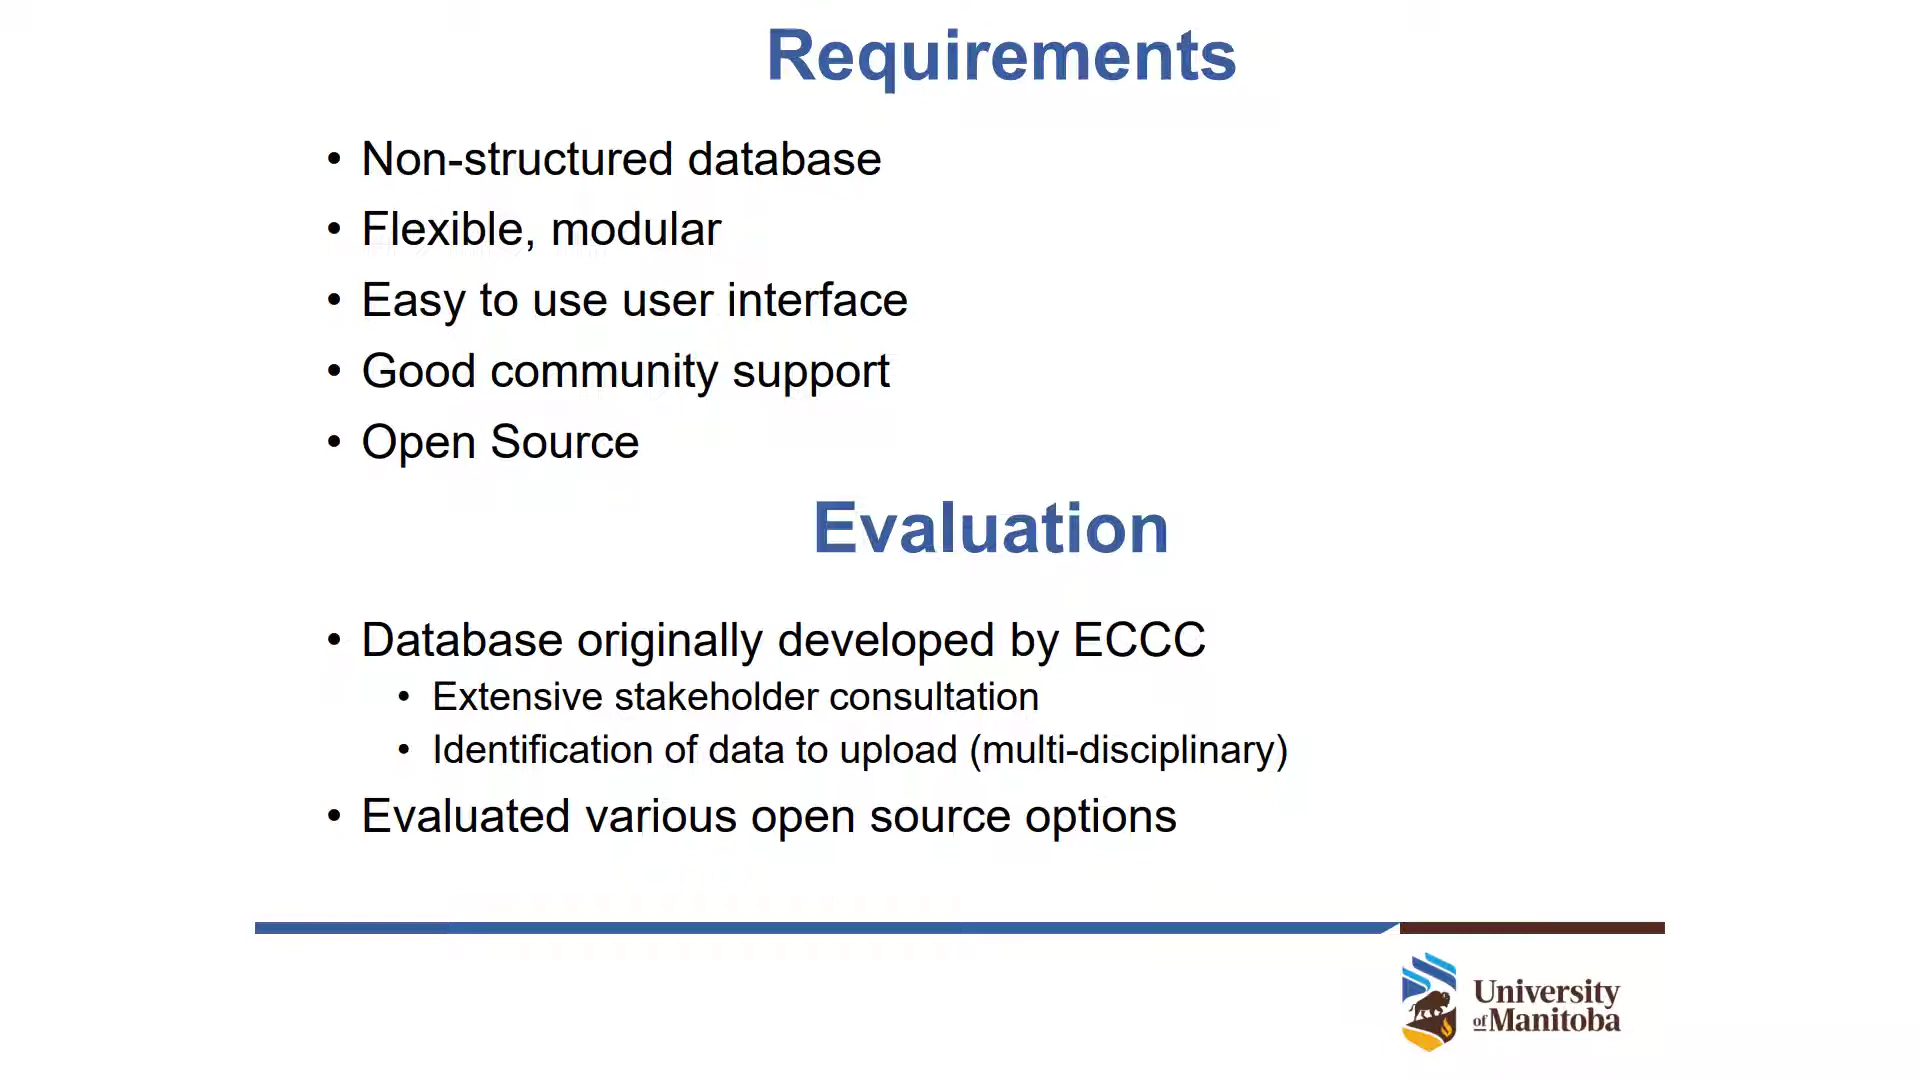 Requirements
• Non-structured database
• Flexible, modular
• Easy to use user interface
• Good community support
• Open Source
Evaluation
• Database originally developed by ECCC
• Extensive stakeholder consultation
• Identification of data to upload (multi-disciplinary)
• Evaluated various open source options
University
of Manitoba